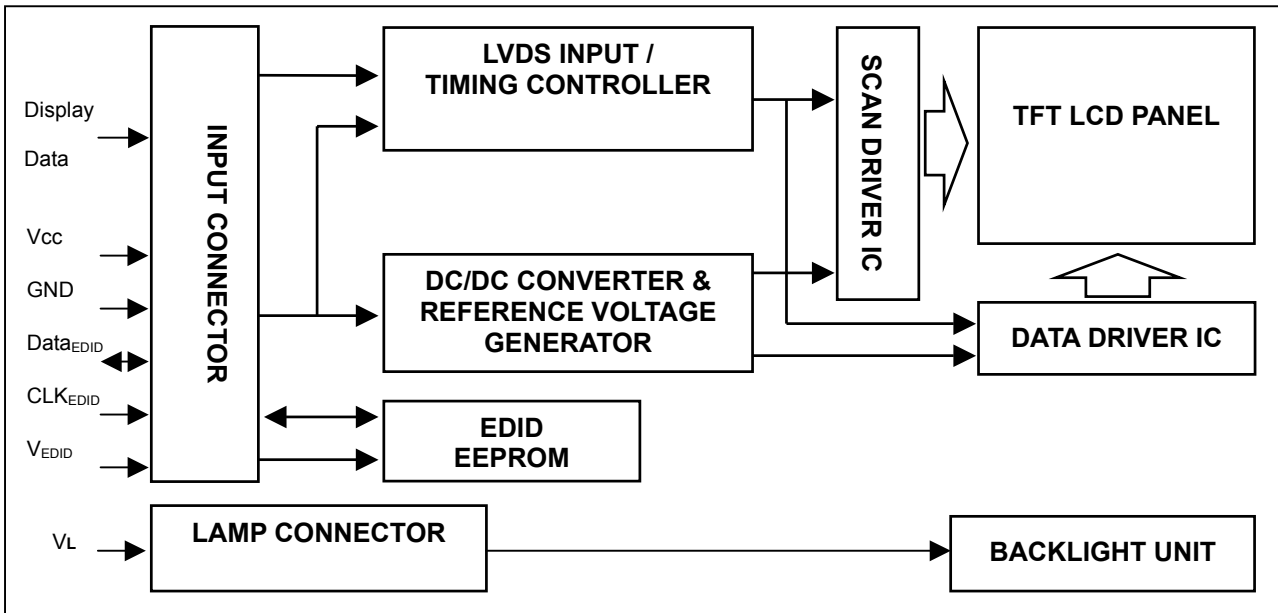 Display
Data
Vcc
GND
DataEDID
CLKEDID
VEDID
VL
INPUT CONNECTOR
LVDS INPUT /
TIMING CONTROLLER
DC/DC CONVERTER &
REFERENCE VOLTAGE
GENERATOR
EDID
EEPROM
SCAN DRIVER IC
TFT LCD PANEL
DATA DRIVER IC
LAMP CONNECTOR
BACKLIGHT UNIT